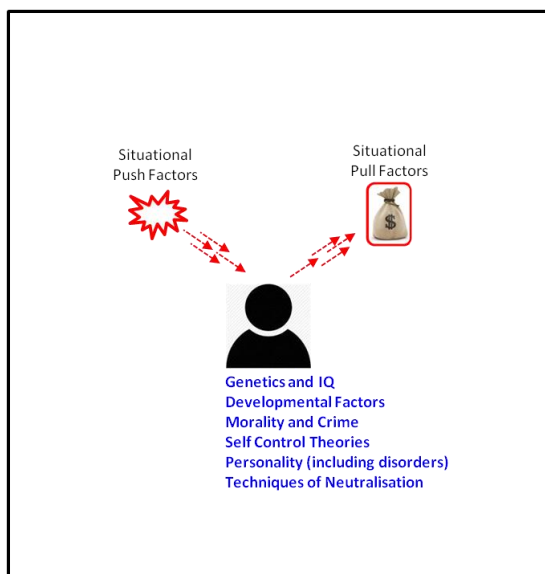 Situational
Push Factors
Situational
Pull Factors
$
Genetics and IQ
Developmental Factors
Morality and Crime
Self Control Theories
Personality (including disorders)
Techniques of Neutralisation